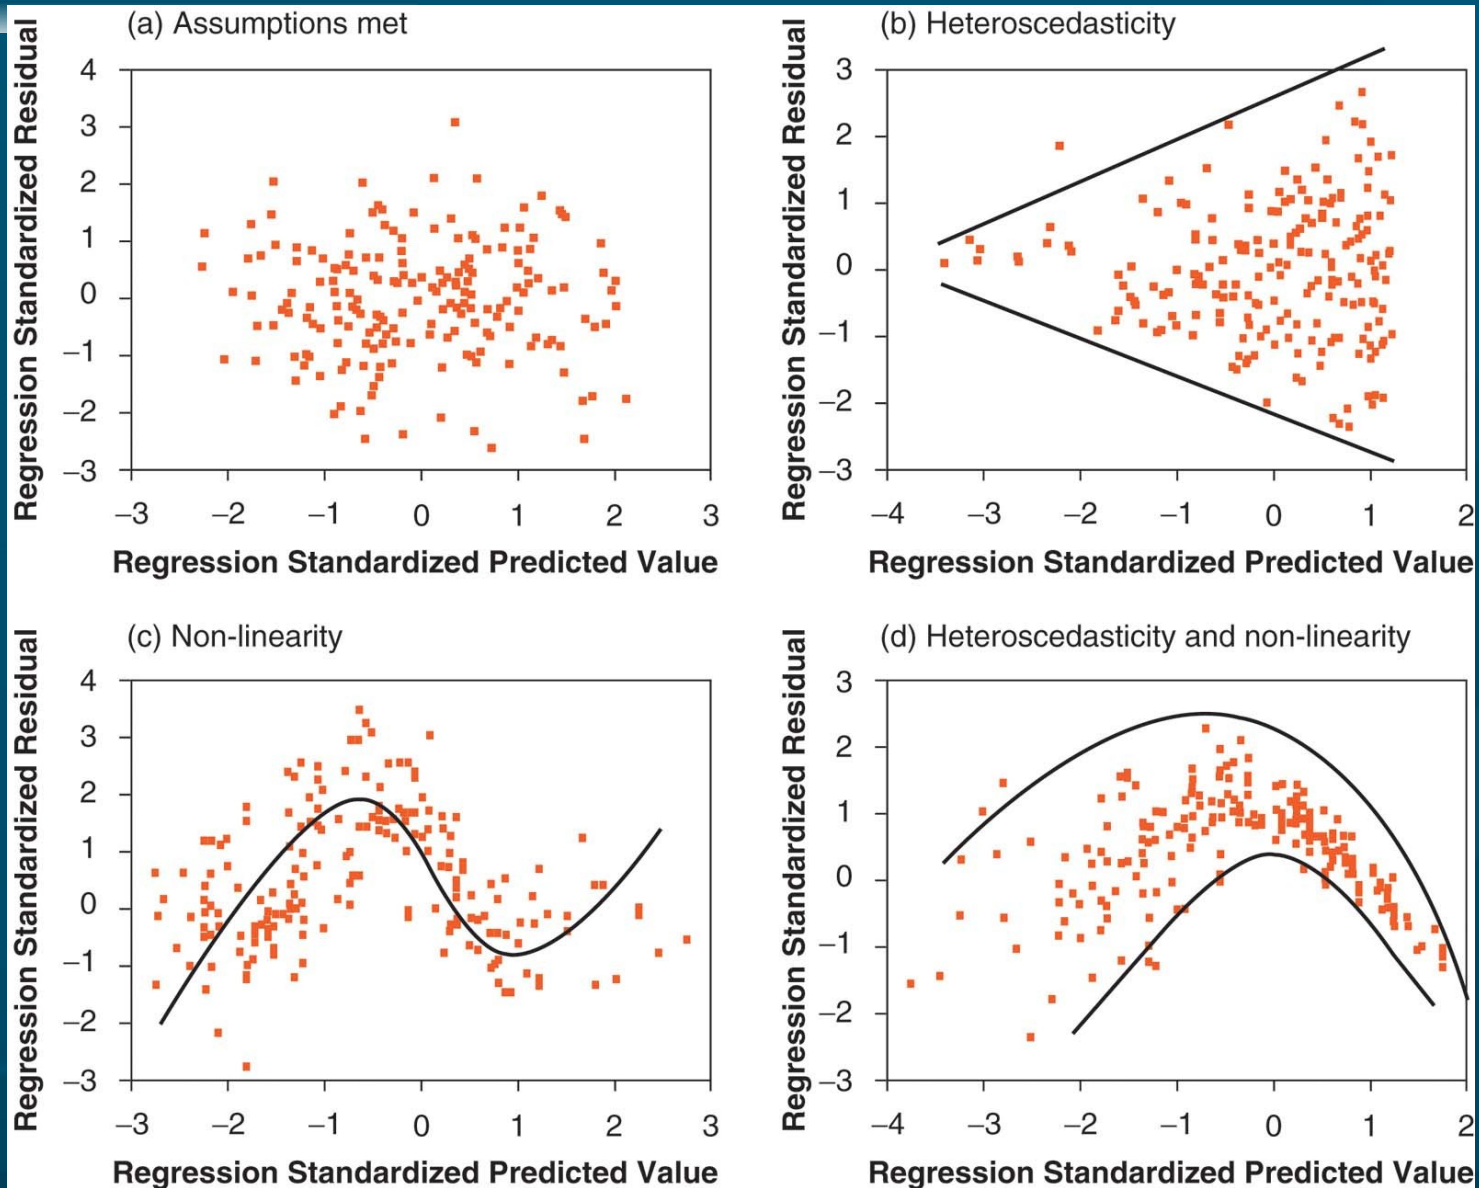 (a) Assumptions met
Regression Standardized Residual
4
3
2
1
0
−1
−2
−3
−3 −2 −1 0 1 2 3
Regression Standardized Predicted Value
(b) Heteroscedasticity
Regression Standardized Residual
3
2
1
0
−1
−2
−3
−4 −3 −2 −1 0 1 2
Regression Standardized Predicted Value
(c) Non-linearity
Regression Standardized Residual
4
3
2
1
0
−1
−2
−3
−3 −2 −1 0 1 2 3
Regression Standardized Predicted Value
(d) Heteroscedasticity and non-linearity
Regression Standardized Residual
3
2
1
0
−1
−2
−3
−4 −3 −2 −1 0 1 2
Regression Standardized Predicted Value